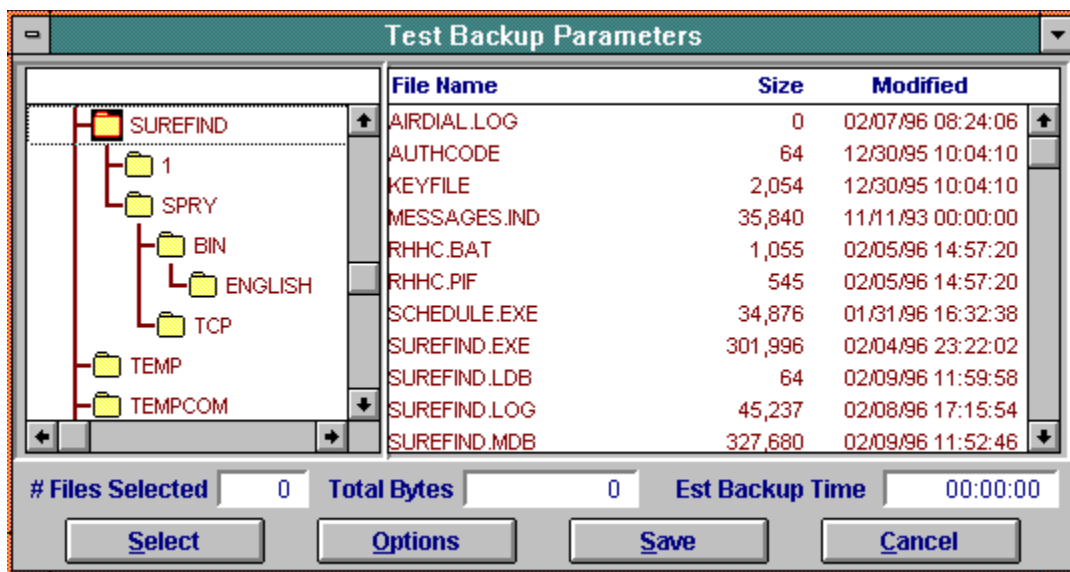 Test Backup Parameters
File Name Size Modified
SUREFIND
1
SPRY
BIN
ENGLISH
TCP
TEMP
TEMPCOM
AIRDIAL.LOG 0 02/07/96 08:24:06
AUTHCODE 64 12/30/95 10:04:10
KEYFILE 2,054 12/30/95 10:04:10
MESSAGES.IND 35,840 11/11/93 00:00:00
RHHC.BAT 1,055 02/05/96 14:57:20
RHHC.PIF 545 02/05/96 14:57:20
SCHEDULE.EXE 34,876 01/31/96 16:32:38
SUREFIND.EXE 301,996 02/04/96 23:22:02
SUREFIND.LDB 64 02/09/96 11:59:58
SUREFIND.LOG 45,237 02/08/96 17:15:54
SUREFIND.MDB 327,680 02/09/96 11:52:46
# Files Selected 0 Total Bytes 0 Est Backup Time 00:00:00
Select Options Save Cancel